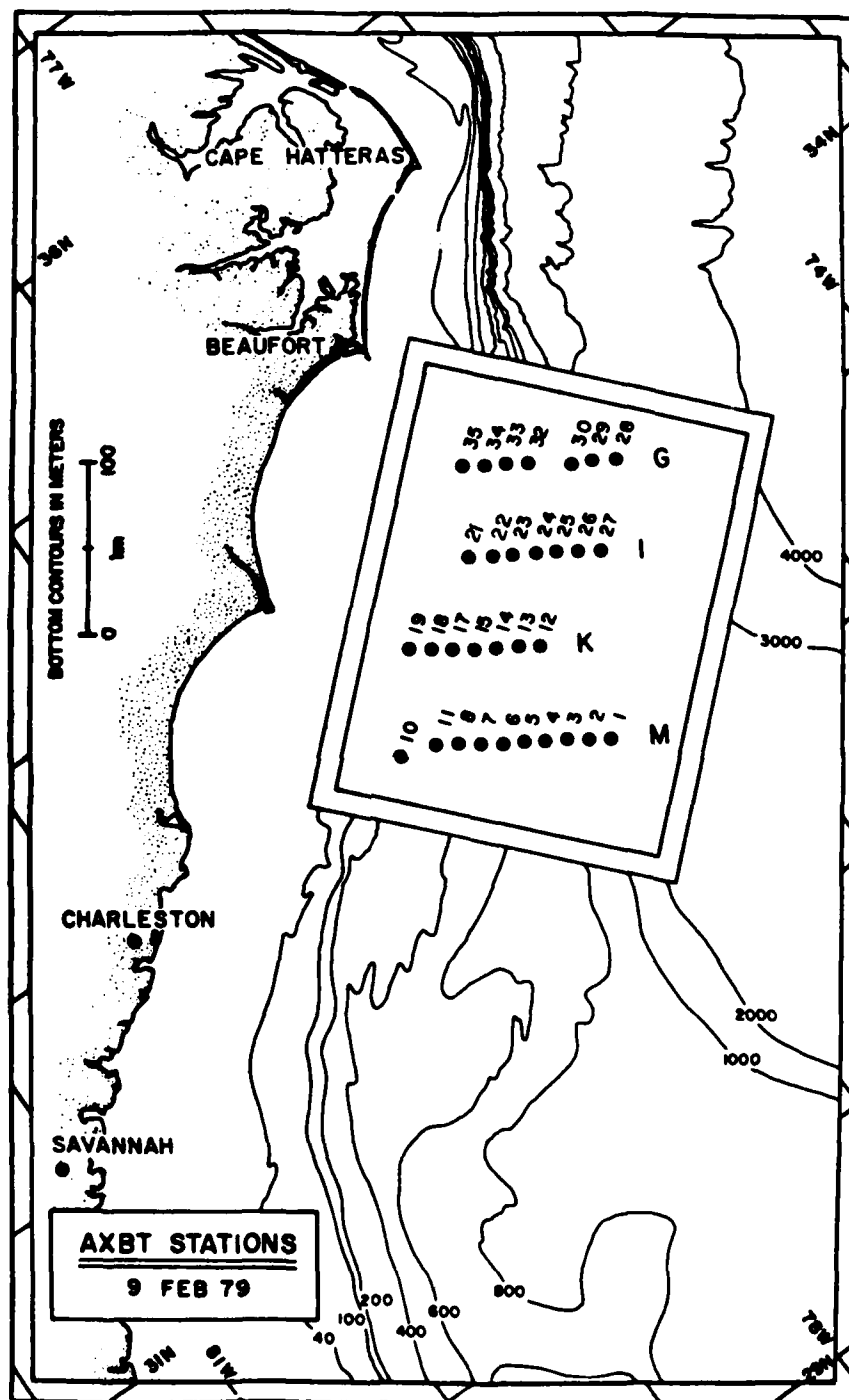 77W
34N
CAPE HATTERAS
36N
74W
BEAUFORT
BOTTOM CONTOURS IN METERS
0 km 100
35 34 33 32 30 29 28 G
21 22 23 24 25 26 27 I
19 18 17 15 14 13 12 K
10 11 8 7 6 5 4 3 2 1 M
4000
3000
CHARLESTON
2000
1000
SAVANNAH
AXBT STATIONS
9 FEB 79
40
100
200
400
600
800
31N
81W
78W
29N